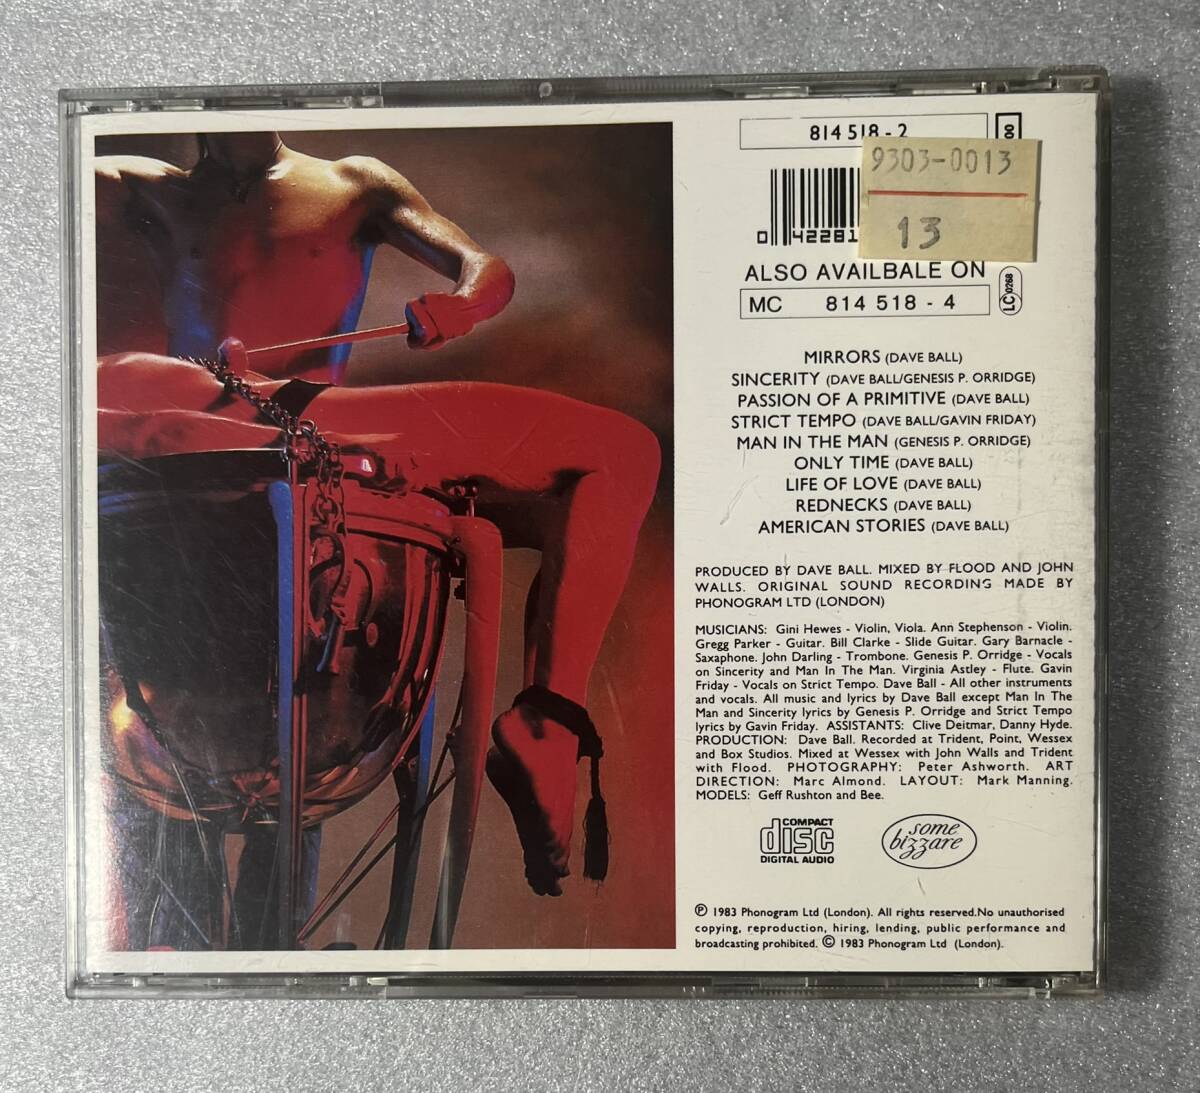 814 518 - 2
00
9303-0013
13
0 42281
ALSO AVAILBALE ON
MC 814 518 - 4
LC 0268
MIRRORS (DAVE BALL)
SINCERITY (DAVE BALL/GENESIS P. ORRIDGE)
PASSION OF A PRIMITIVE (DAVE BALL)
STRICT TEMPO (DAVE BALL/GAVIN FRIDAY)
MAN IN THE MAN (GENESIS P. ORRIDGE)
ONLY TIME (DAVE BALL)
LIFE OF LOVE (DAVE BALL)
REDNECKS (DAVE BALL)
AMERICAN STORIES (DAVE BALL)
PRODUCED BY DAVE BALL. MIXED BY FLOOD AND JOHN
WALLS. ORIGINAL SOUND RECORDING MADE BY
PHONOGRAM LTD (LONDON)
MUSICIANS: Gini Hewes - Violin, Viola. Ann Stephenson - Violin.
Gregg Parker - Guitar. Bill Clarke - Slide Guitar. Gary Barnacle -
Saxaphone. John Darling - Trombone. Genesis P. Orridge - Vocals
on Sincerity and Man In The Man. Virginia Astley - Flute. Gavin
Friday - Vocals on Strict Tempo. Dave Ball - All other instruments
and vocals. All music and lyrics by Dave Ball except Man In The
Man and Sincerity lyrics by Genesis P. Orridge and Strict Tempo
lyrics by Gavin Friday. ASSISTANTS: Clive Deitmar, Danny Hyde.
PRODUCTION: Dave Ball. Recorded at Trident, Point, Wessex
and Box Studios. Mixed at Wessex with John Walls and Trident
with Flood. PHOTOGRAPHY: Peter Ashworth. ART
DIRECTION: Marc Almond. LAYOUT: Mark Manning.
MODELS: Geff Rushton and Bee.
COMPACT
disc
DIGITAL AUDIO
some
bizzare
℗ 1983 Phonogram Ltd (London). All rights reserved.No unauthorised
copying, reproduction, hiring, lending, public performance and
broadcasting prohibited. © 1983 Phonogram Ltd (London).